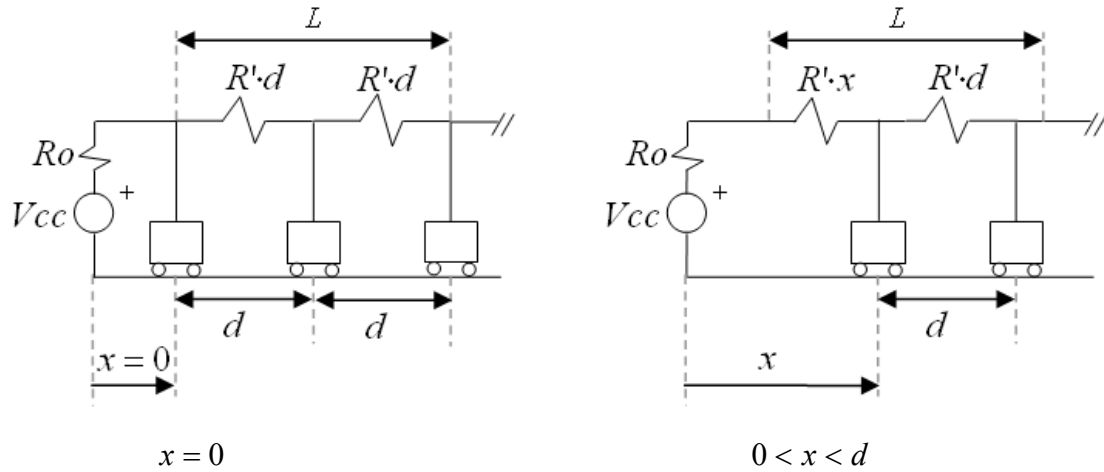 L
R'·d
R'·d
Ro
+
Vcc
d
d
x = 0
x = 0
L
R'·x
R'·d
Ro
+
Vcc
d
x
0 < x < d